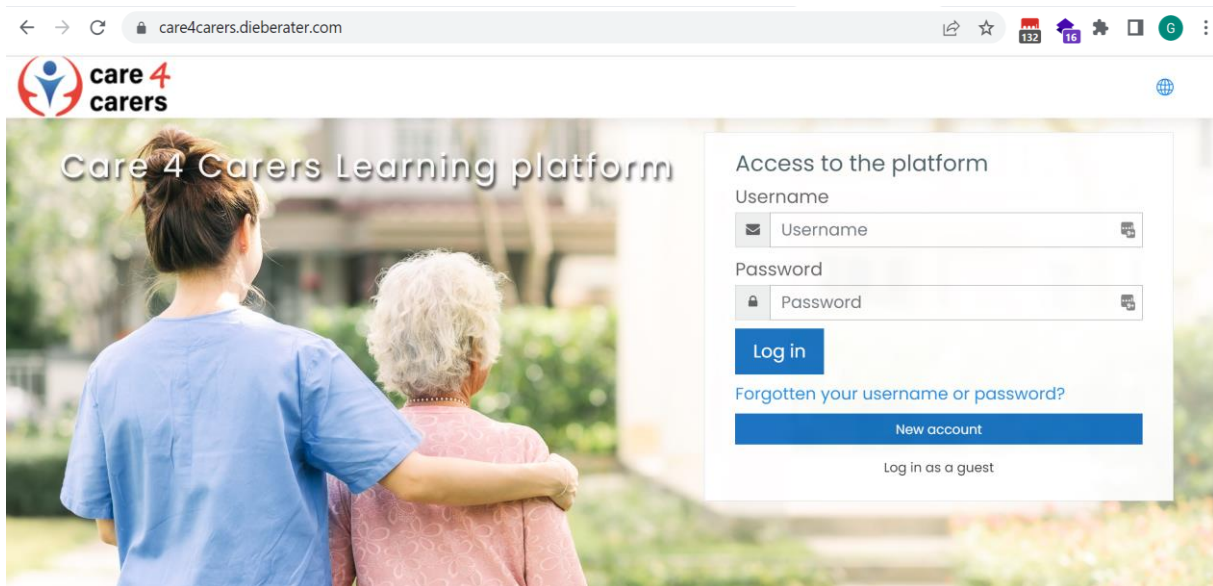 care4carers.dieberater.com
132
16
G
care 4
carers
Care 4 Carers Learning platform
Access to the platform
Username
Username
Password
Password
Log in
Forgotten your username or password?
New account
Log in as a guest